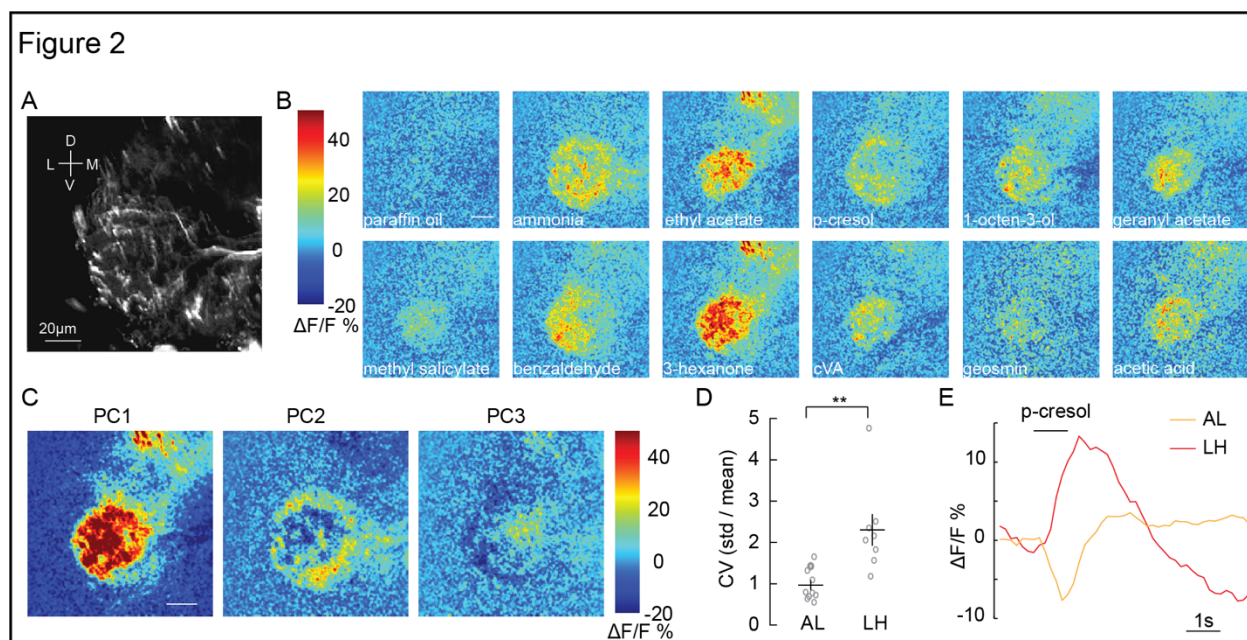 Figure 2
A
D
L M
V
20µm
B
40
20
0
-20
ΔF/F %
paraffin oil
ammonia
ethyl acetate
p-cresol
1-octen-3-ol
geranyl acetate
methyl salicylate
benzaldehyde
3-hexanone
cVA
geosmin
acetic acid
C
PC1
PC2
PC3
40
20
0
-20
ΔF/F %
D
**
CV (std / mean)
5
4
3
2
1
0
AL
LH
E
p-cresol
AL
LH
ΔF/F %
10
0
-10
1s